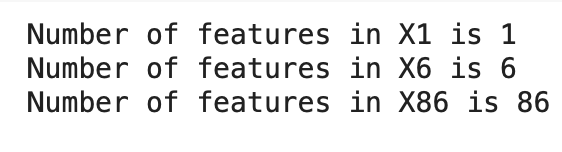 Number of features in X1 is 1
Number of features in X6 is 6
Number of features in X86 is 86